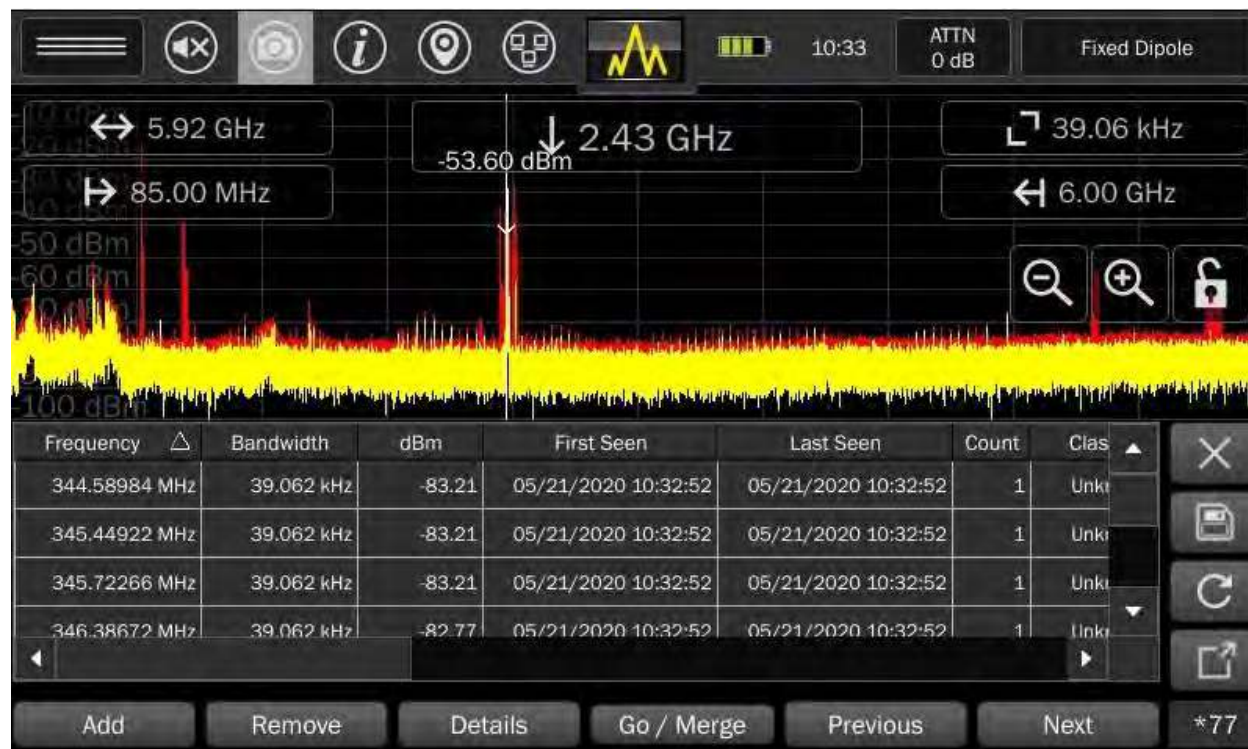 10:33
ATTN
0 dB
Fixed Dipole
5.92 GHz
2.43 GHz
39.06 kHz
-53.60 dBm
85.00 MHz
6.00 GHz
-50 dBm
-60 dBm
-100 dBm
Frequency Bandwidth dBm First Seen Last Seen Count Clas
344.58984 MHz 39.062 kHz -83.21 05/21/2020 10:32:52 05/21/2020 10:32:52 1 Unk
345.44922 MHz 39.062 kHz -83.21 05/21/2020 10:32:52 05/21/2020 10:32:52 1 Unk
345.72266 MHz 39.062 kHz -83.21 05/21/2020 10:32:52 05/21/2020 10:32:52 1 Unk
346.38672 MHz 39.062 kHz -82.77 05/21/2020 10:32:52 05/21/2020 10:32:52 1 Unk
Add Remove Details Go / Merge Previous Next *77